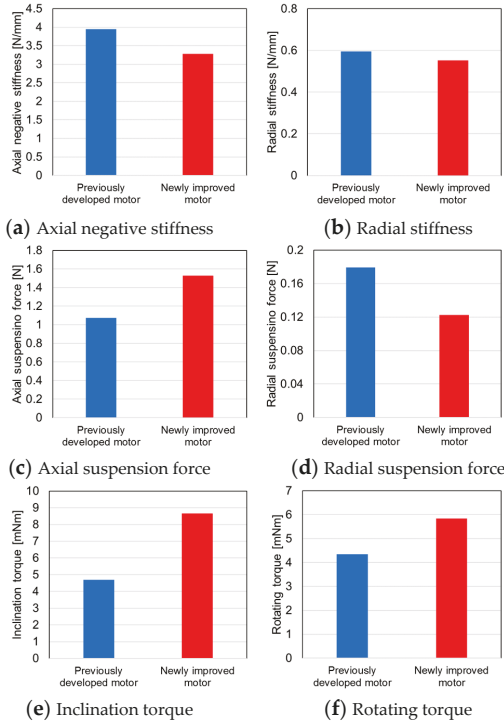 Axial negative stiffness [N/mm]
4.5
4
3.5
3
2.5
2
1.5
1
0.5
0
Previously developed motor
Newly improved motor
(a) Axial negative stiffness
Radial stiffness [N/mm]
0.8
0.6
0.4
0.2
0
Previously developed motor
Newly improved motor
(b) Radial stiffness
Axial suspensino force [N]
1.8
1.6
1.4
1.2
1
0.8
0.6
0.4
0.2
0
Previously developed motor
Newly improved motor
(c) Axial suspension force
Radial suspensino force [N]
0.2
0.16
0.12
0.08
0.04
0
Previously developed motor
Newly improved motor
(d) Radial suspension force
Inclination torque [mNm]
10
9
8
7
6
5
4
3
2
1
0
Previously developed motor
Newly improved motor
(e) Inclination torque
Rotating torque [mNm]
7
6
5
4
3
2
1
0
Previously developed motor
Newly improved motor
(f) Rotating torque